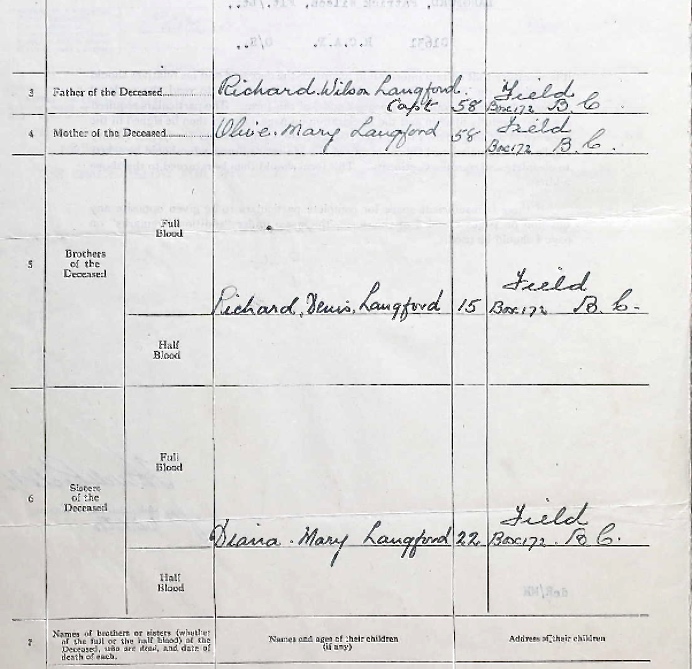 3 Father of the Deceased......... Richard. Wilson Langford. Capt 58 Field Box 172 B. C.
4 Mother of the Deceased......... Olive. Mary Langford 58 Field Box 172 B. C.
5 Brothers of the Deceased
Full Blood
Richard, Denis, Langford 15 Field Box 172 B. C.
Half Blood
6 Sisters of the Deceased
Full Blood
Diana. Mary Langford 22 Field Box 172. B C.
Half Blood
7 Names of brothers or sisters (whether
of the full or the half blood) of the
Deceased, who are dead, and date of
death of each.
Names and ages of their children
(if any)
Address of their children